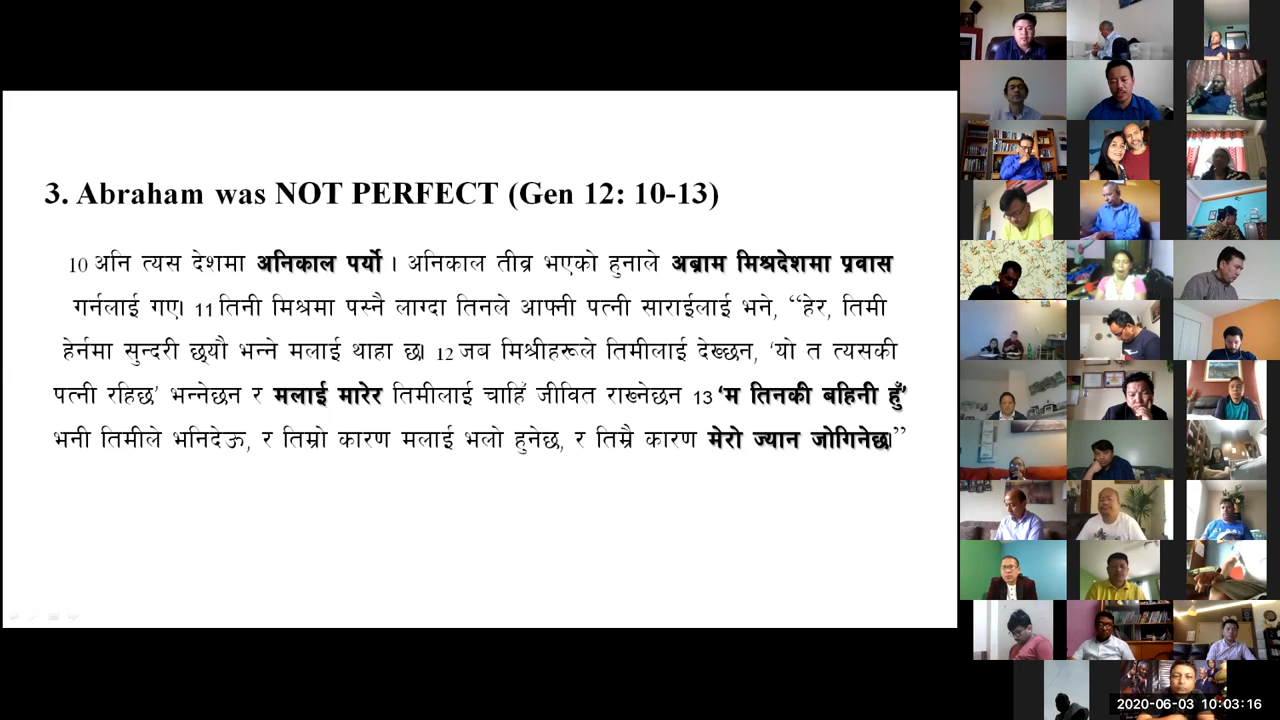 3. Abraham was NOT PERFECT (Gen 12: 10-13)
10 अनि त्यस देशमा अनिकाल पर्यो । अनिकाल तीव्र भएको हुनाले अब्राम मिश्रदेशमा प्रवास
गर्नलाई गए। 11 तिनी मिश्रमा पस्नै लाग्दा तिनले आफ्नी पत्नी साराईलाई भने, “हेर, तिमी
हेर्नमा सुन्दरी छ्यौ भन्ने मलाई थाहा छ। 12 जब मिश्रीहरूले तिमीलाई देख्छन, ‘यो त त्यसकी
पत्नी रहिछ’ भन्नेछन र मलाई मारेर तिमीलाई चाहिँ जीवित राख्नेछन 13 ‘म तिनकी बहिनी हुँ’
भनी तिमीले भनिदेऊ, र तिम्रो कारण मलाई भलो हुनेछ, र तिम्रै कारण मेरो ज्यान जोगिनेछ।”
2020-06-03 10:03:16